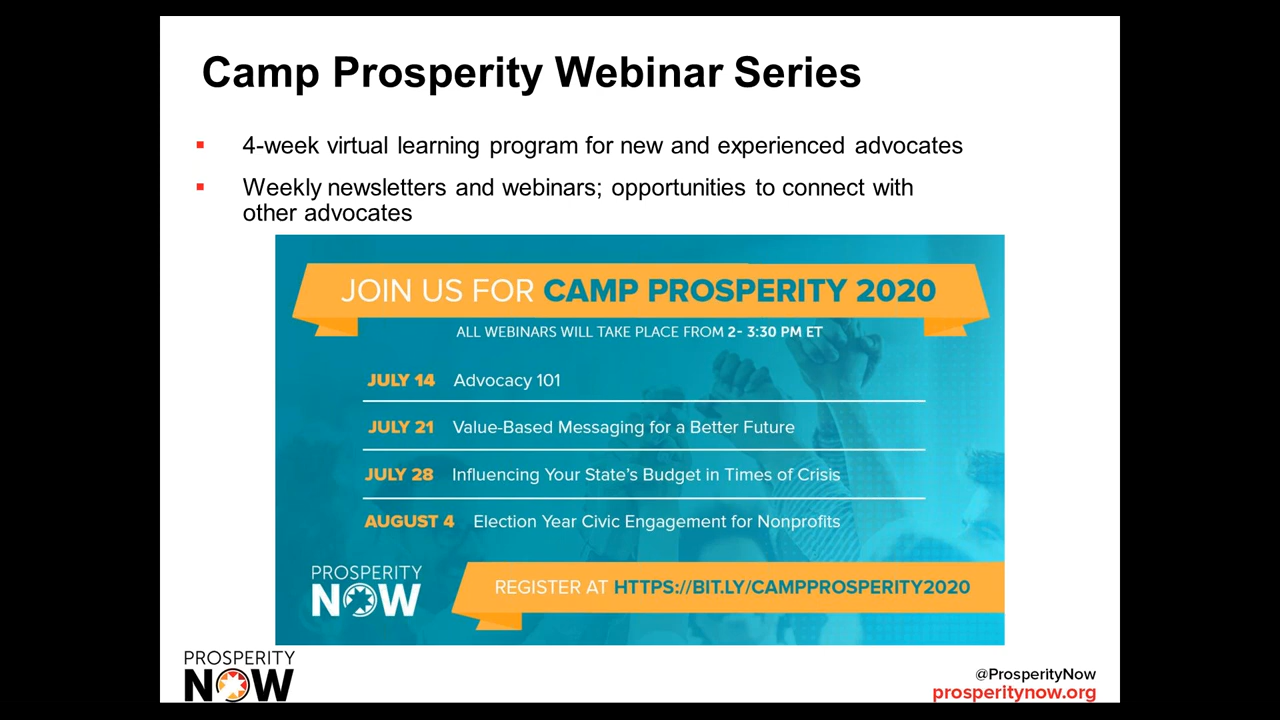 Camp Prosperity Webinar Series
4-week virtual learning program for new and experienced advocates
Weekly newsletters and webinars; opportunities to connect with
other advocates
JOIN US FOR CAMP PROSPERITY 2020
ALL WEBINARS WILL TAKE PLACE FROM 2- 3:30 PM ET
JULY 14 Advocacy 101
JULY 21 Value-Based Messaging for a Better Future
JULY 28 Influencing Your State's Budget in Times of Crisis
AUGUST 4 Election Year Civic Engagement for Nonprofits
PROSPERITY
NOW
REGISTER AT HTTPS://BIT.LY/CAMPPROSPERITY2020
PROSPERITY
NOW
@ProsperityNow
prosperitynow.org